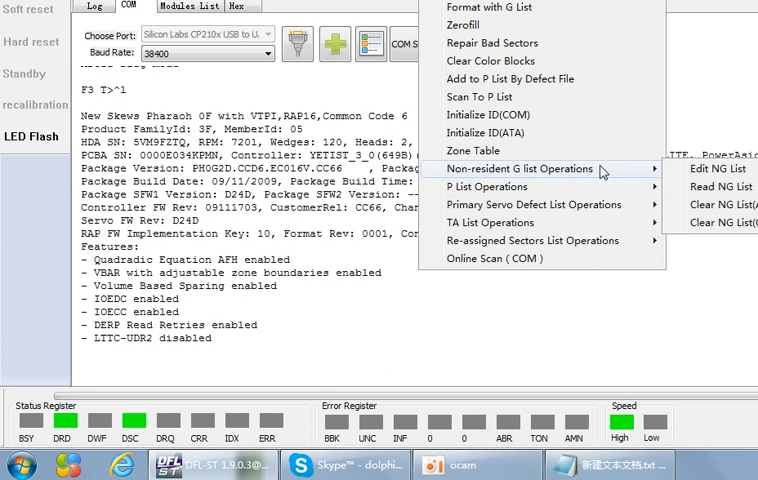 Soft reset
Hard reset
Standby
recalibration
LED Flash
Log
COM
Modules List
Hex
Choose Port:
Silicon Labs CP210x USB to U
Baud Rate:
38400
COM S
F3 T>^l
New Skews Pharaoh 0F with VTPI,RAP16,Common Code 6
Product FamilyId: 3F, MemberId: 05
HDA SN: 5VM9FZTQ, RPM: 7201, Wedges: 120, Heads: 2,
PCBA SN: 0000E034KPMN, Controller: YETIST_3_0(649B)
Package Version: PH0G2D.CCD6.EC016V.CC66 , Packag
Package Build Date: 09/11/2009, Package Build Time:
Package SFW1 Version: D24D, Package SFW2 Version: --
Controller FW Rev: 09111703, CustomerRel: CC66, Chan
Servo FW Rev: D24D
RAP FW Implementation Key: 10, Format Rev: 0001, Con
Features:
- Quadradic Equation AFH enabled
- VBAR with adjustable zone boundaries enabled
- Volume Based Sparing enabled
- IOEDC enabled
- IOECC enabled
- DERP Read Retries enabled
- LTTC-UDR2 disabled
Format with G List
Zerofill
Repair Bad Sectors
Clear Color Blocks
Add to P List By Defect File
Scan To P List
Initialize ID(COM)
Initialize ID(ATA)
Zone Table
Non-resident G list Operations
P List Operations
Primary Servo Defect List Operations
TA List Operations
Re-assigned Sectors List Operations
Online Scan ( COM )
ITE, PowerAsic
Edit NG List
Read NG List
Clear NG List(A
Clear NG List(C
Status Register
BSY
DRD
DWF
DSC
DRQ
CRR
IDX
ERR
Error Register
BBK
UNC
INF
0
0
ABR
TON
AMN
Speed
High
Low
DFL-ST 1.9.0.3@...
Skype™ - dolphi...
ocam
新建文本文档.txt ...